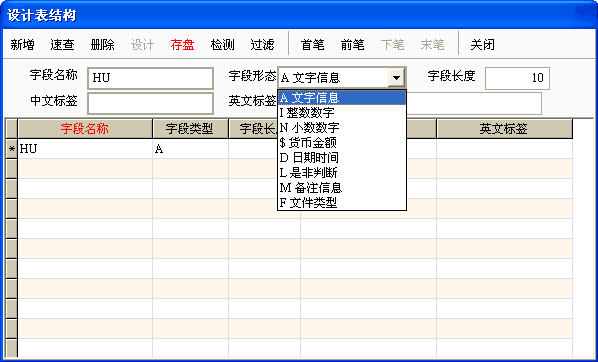 设计表结构
新增 速查 删除 设计 存盘 检测 过滤 首笔 前笔 下笔 末笔 关闭
字段名称 HU 字段形态 A 文字信息 字段长度 10
中文标签 英文标签
A 文字信息
I 整数数字
N 小数数字
$ 货币金额
D 日期时间
L 是非判断
M 备注信息
F 文件类型
字段名称 字段类型 字段长 英文标签
* HU A